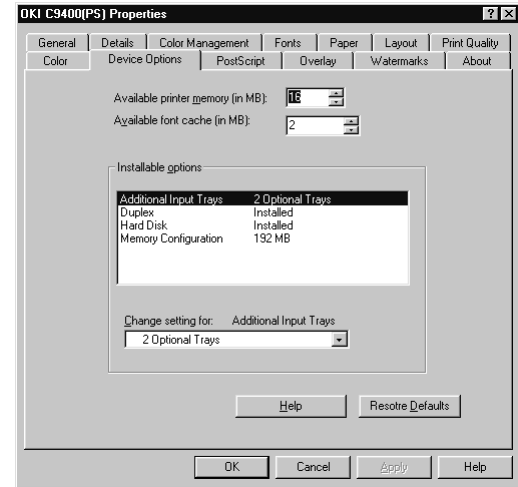 OKI C9400(PS) Properties
General Details Color Management Fonts Paper Layout Print Quality
Color Device Options PostScript Overlay Watermarks About
Available printer memory (in MB): 16
Available font cache (in MB): 2
Installable options
Additional Input Trays 2 Optional Trays
Duplex Installed
Hard Disk Installed
Memory Configuration 192 MB
Change setting for: Additional Input Trays
2 Optional Trays
Help Resotre Defaults
OK Cancel Apply Help